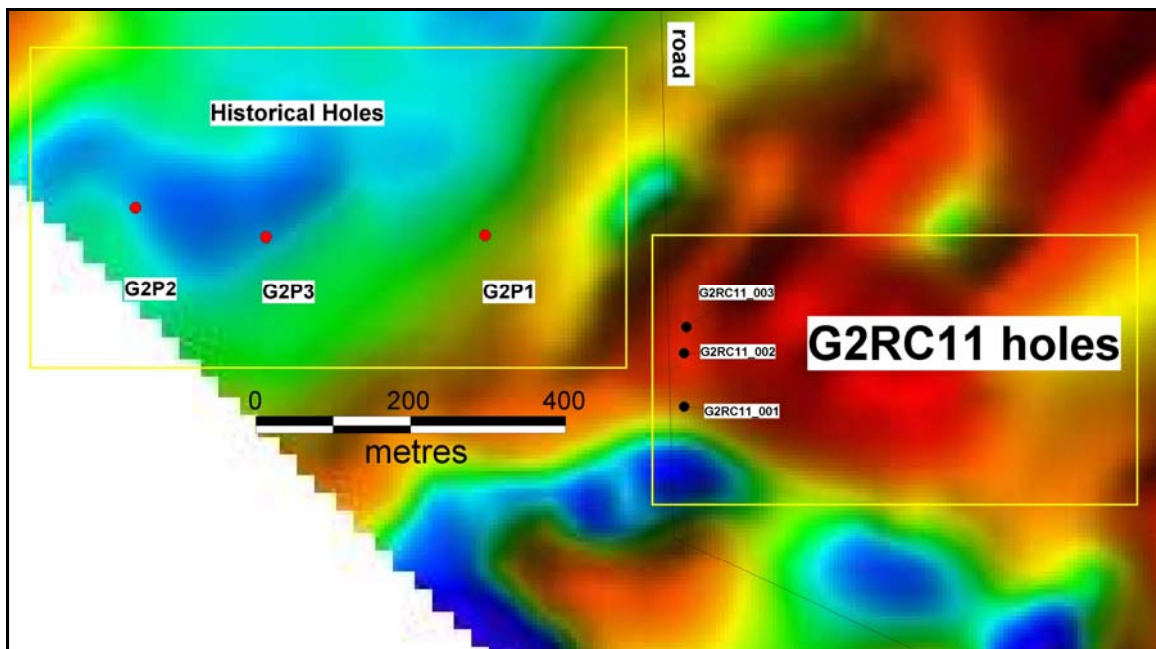 road
Historical Holes
G2P2
G2P3
G2P1
G2RC11_003
G2RC11_002
G2RC11_001
G2RC11 holes
0 200 400
metres